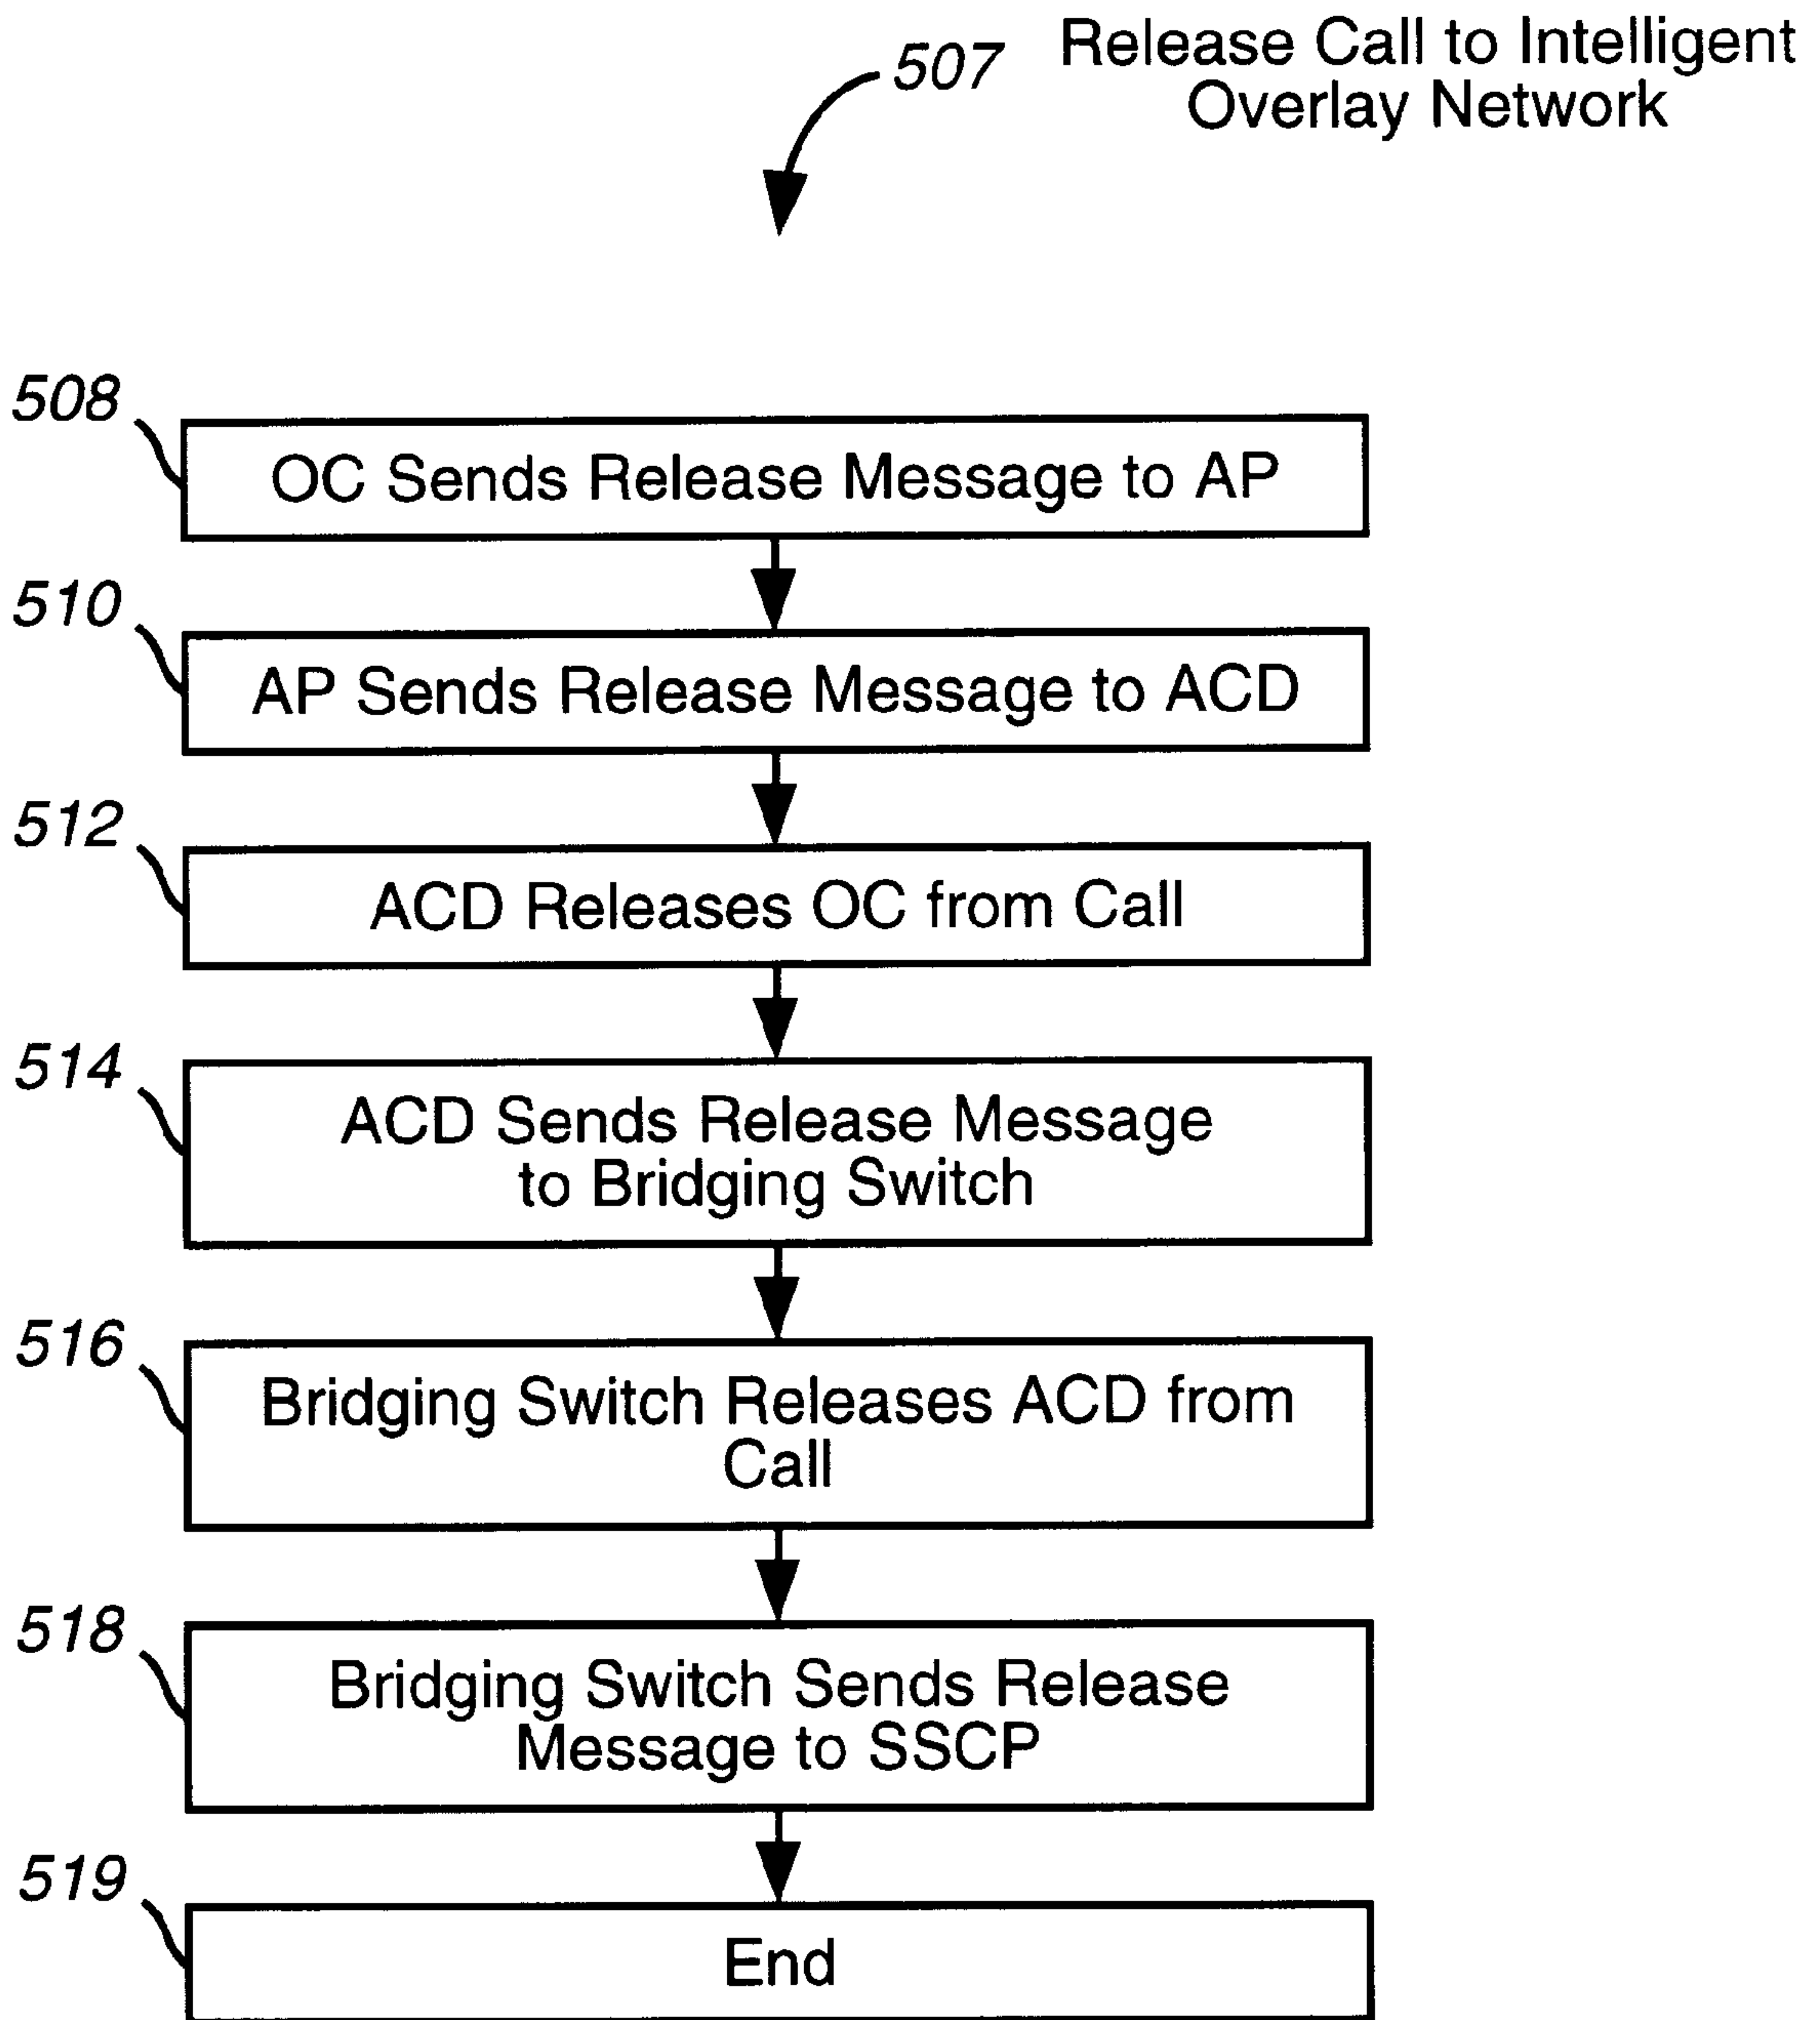 507
Release Call to Intelligent
Overlay Network
508
OC Sends Release Message to AP
510
AP Sends Release Message to ACD
512
ACD Releases OC from Call
514
ACD Sends Release Message
to Bridging Switch
516
Bridging Switch Releases ACD from
Call
518
Bridging Switch Sends Release
Message to SSCP
519
End